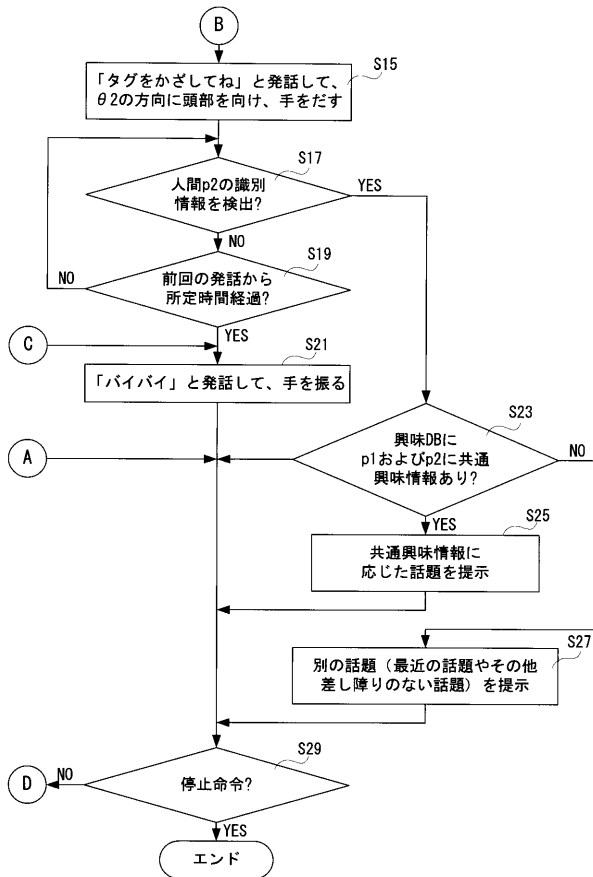 B
S15
「タグをかざしてね」と発話して、
θ2の方向に頭部を向け、手をだす
S17
人間p2の識別
情報を検出?
YES
NO
S19
前回の発話から
所定時間経過?
NO
YES
C
S21
「バイバイ」と発話して、手を振る
S23
興味DBに
p1およびp2に共通
興味情報あり?
NO
A
YES
S25
共通興味情報に
応じた話題を提示
S27
別の話題(最近の話題やその他
差し障りのない話題)を提示
S29
停止命令?
NO
D
YES
エンド